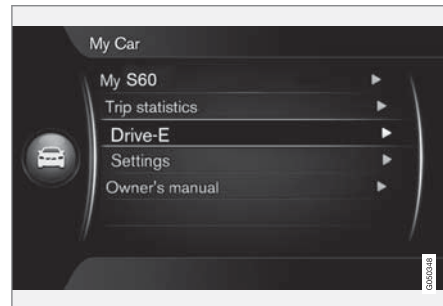 My Car
My S60
Trip statistics
Drive-E
Settings
Owner's manual
G050348